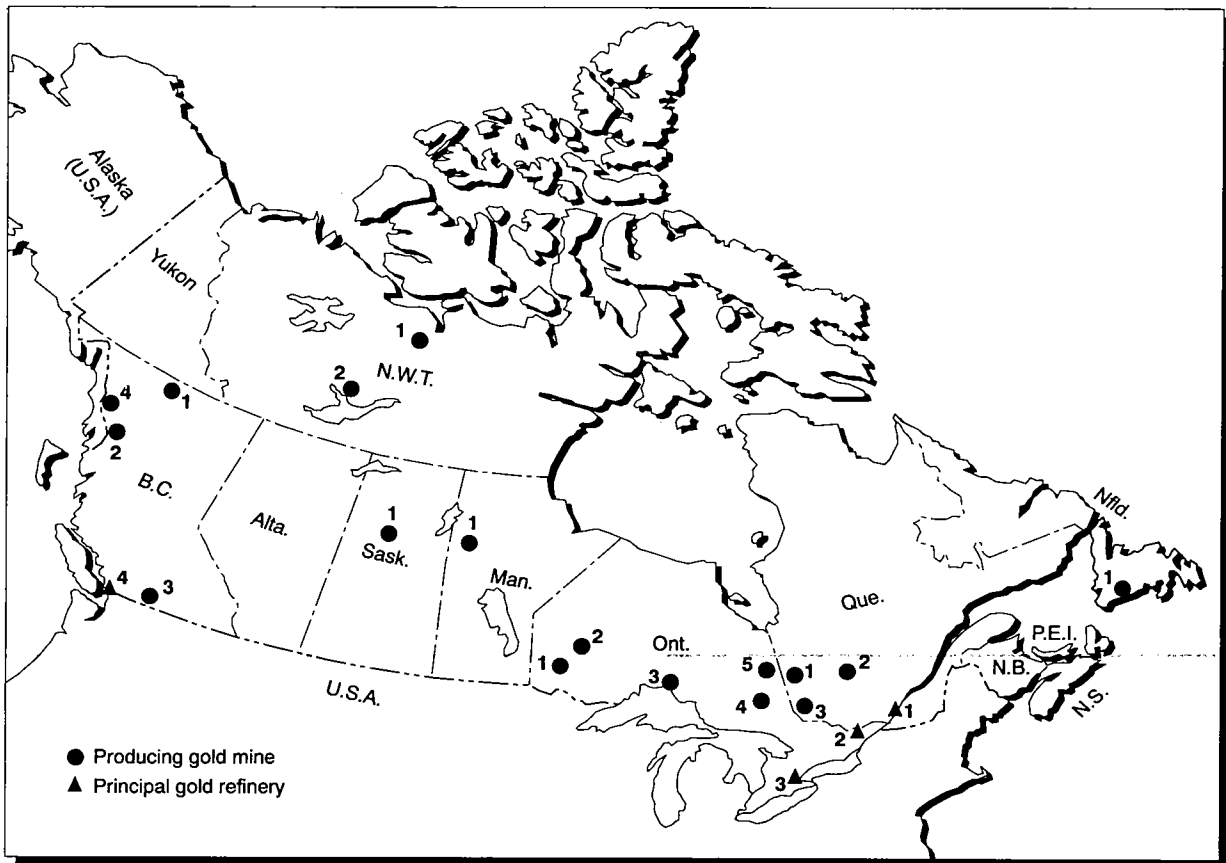 Alaska
(U.S.A.)
Yukon
1
N.W.T.
2
4
1
2
B.C.
Alta.
1
Sask.
1
Man.
Nfld.
1
4
3
Que.
P.E.I.
N.B.
N.S.
2
1
Ont.
3
5
4
1
2
3
U.S.A.
1
2
3
● Producing gold mine
▲ Principal gold refinery